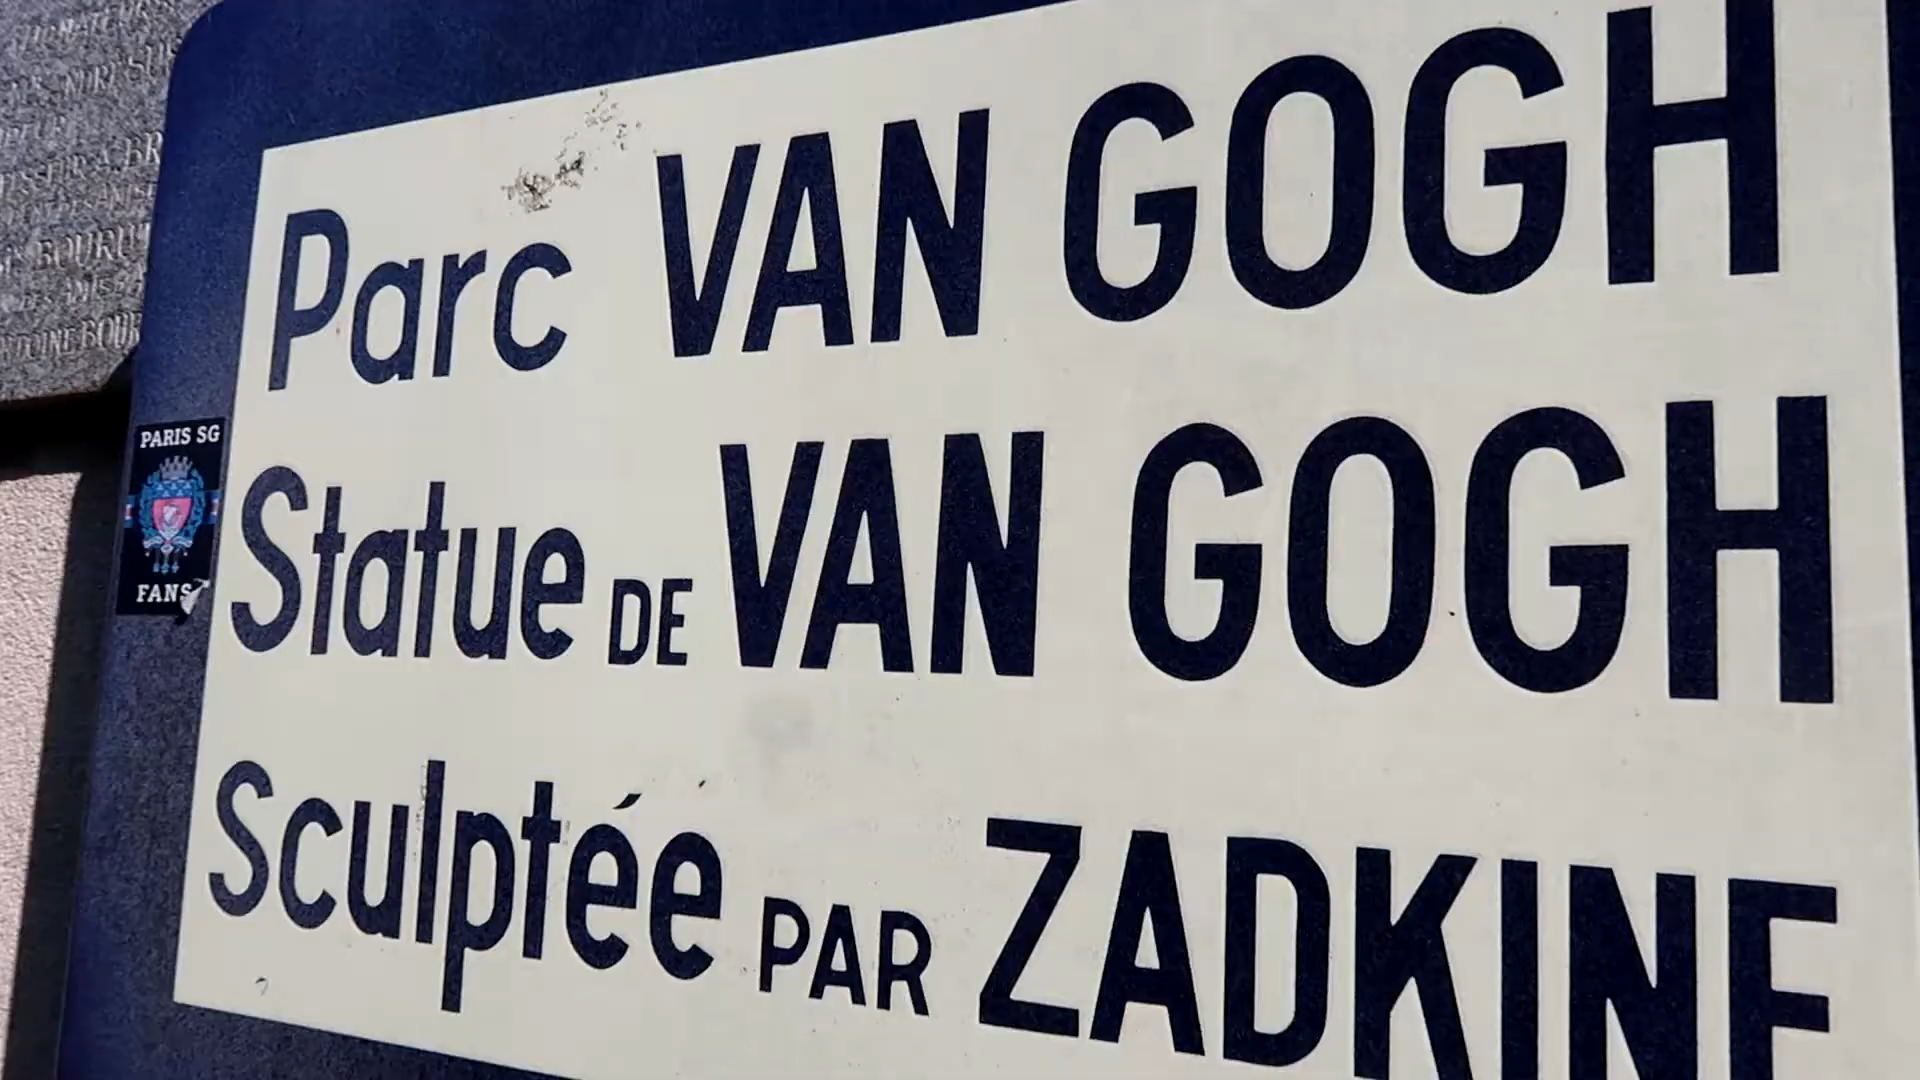 Parc VAN GOGH
Statue DE VAN GOGH
Sculptée PAR ZADKINE
PARIS SG
FANS